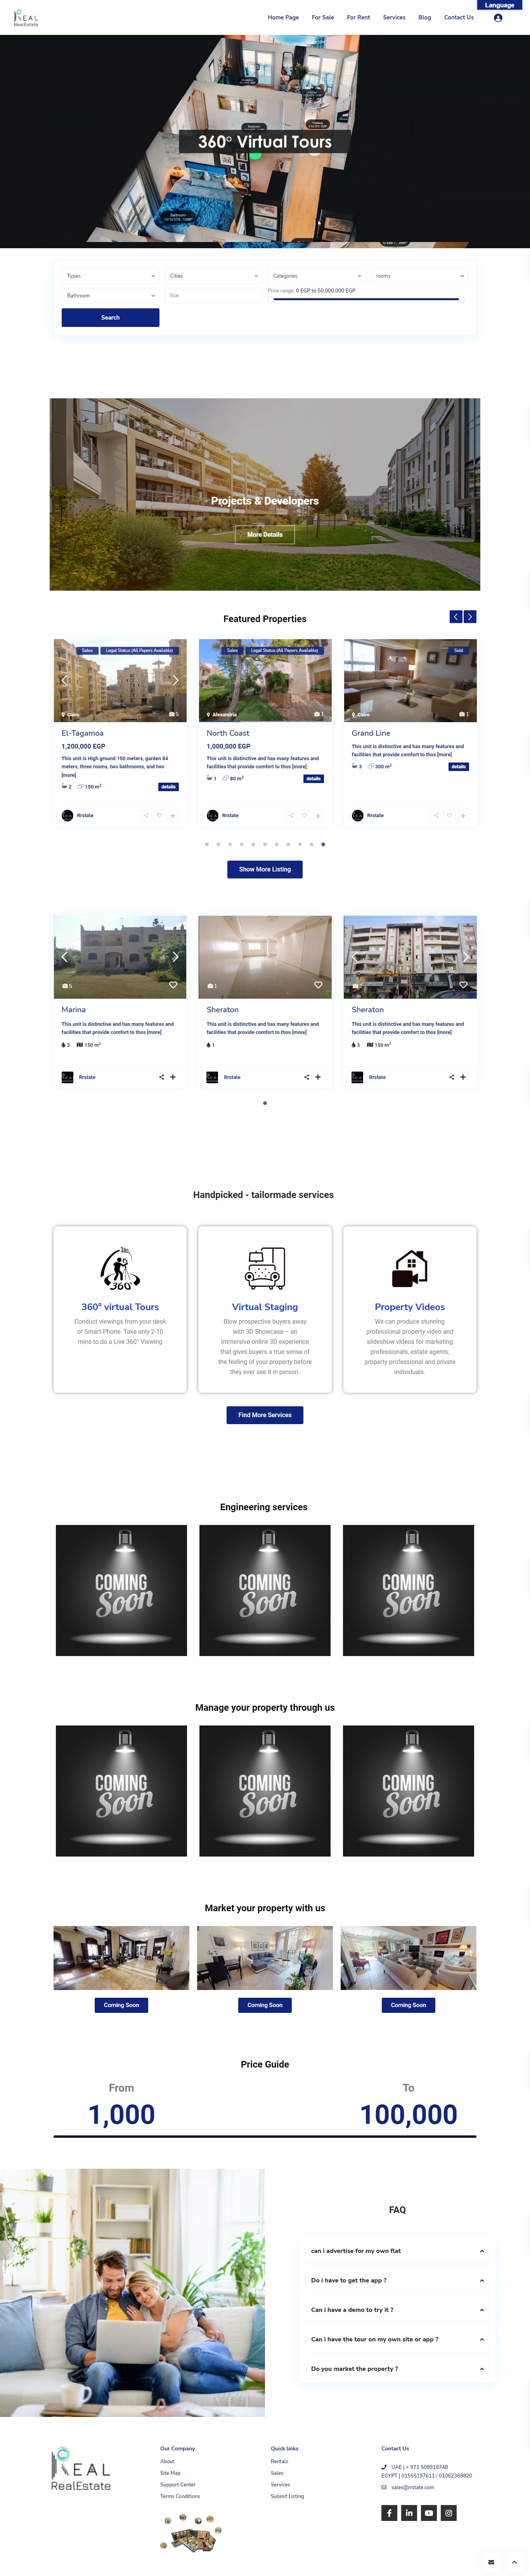 Language
REAL
RealEstate
Home Page
For Sale
For Rent
Services
Blog
Contact Us
360° Virtual Tours
Types
Cities
Categories
rooms
Bathroom
Size
Price range: 0 EGP to 50,000.000 EGP
Search
Projects & Developers
More Details
Featured Properties
Sales
Legal Status (All Papers Available)
Cairo
5
El-Tagamoa
1,200,000 EGP
This unit is High ground 150 meters, garden 84
meters, three rooms, two bathrooms, and two
[more]
2
150 m2
details
Rrstate
Sales
Legal Status (All Papers Available)
Alexandria
1
North Coast
1,000,000 EGP
This unit is distinctive and has many features and
facilities that provide comfort to thos [more]
1
80 m2
details
Rrstate
Sold
Cairo
1
Grand Line
This unit is distinctive and has many features and
facilities that provide comfort to thos [more]
3
300 m2
details
Rrstate
Show More Listing
5
Marina
This unit is distinctive and has many features and
facilities that provide comfort to thos [more]
3
150 m2
Rrstate
1
Sheraton
This unit is distinctive and has many features and
facilities that provide comfort to thos [more]
1
Rrstate
Sheraton
This unit is distinctive and has many features and
facilities that provide comfort to thos [more]
3
150 m2
Rrstate
Handpicked - tailormade services
360° virtual Tours
Conduct viewings from your desk
or Smart-Phone. Take only 2-10
mins to do a Live 360° Viewing
Virtual Staging
Blow prospective buyers away
with 3D Showcase – an
immersive online 3D experience
that gives buyers a true sense of
the feeling of your property before
they ever see it in person.
Property Videos
We can produce stunning
professional property video and
slideshow videos for marketing
professionals, estate agents,
property professional and private
individuals.
Find More Services
Engineering services
COMING
Soon
COMING
Soon
COMING
Soon
Manage your property through us
COMING
Soon
COMING
Soon
COMING
Soon
Market your property with us
Coming Soon
Coming Soon
Coming Soon
Price Guide
From
1,000
To
100,000
FAQ
can i advertise for my own flat
Do i have to get the app ?
Can i have a demo to try it ?
Can i have the tour on my own site or app ?
Do you market the property ?
REAL
RealEstate
Our Company
About
Site Map
Support Center
Terms Conditions
Quick links
Rentals
Sales
Services
Submit Listing
Contact Us
UAE | + 971 508918748
EGYPT | 01555197611 / 01062368820
sales@rrstate.com